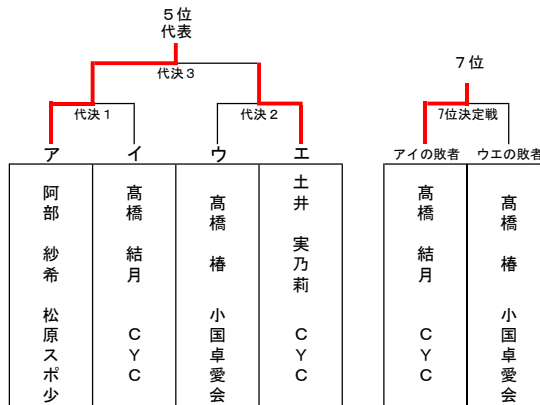 5位
代表
代決3
代決1
代決2
ア
イ
ウ
エ
阿部 紗希 松原スポ少
髙橋 結月 CYC
髙橋 椿 小国卓愛会
土井 実乃莉 CYC
7位
7位決定戦
アイの敗者
ウエの敗者
髙橋 結月 CYC
髙橋 椿 小国卓愛会